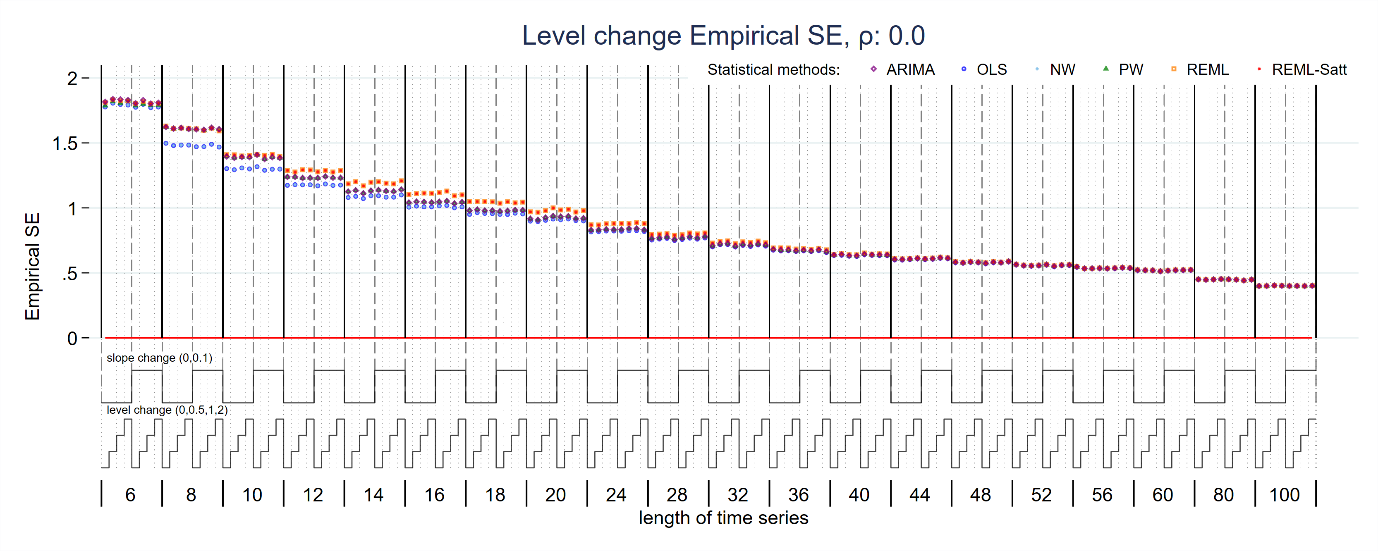 Level change Empirical SE, ρ: 0.0
Statistical methods: ARIMA OLS NW PW REML REML-Satt
2
1.5
1
.5
0
Empirical SE
slope change (0,0.1)
level change (0,0.5,1,2)
6 8 10 12 14 16 18 20 24 28 32 36 40 44 48 52 56 60 80 100
length of time series